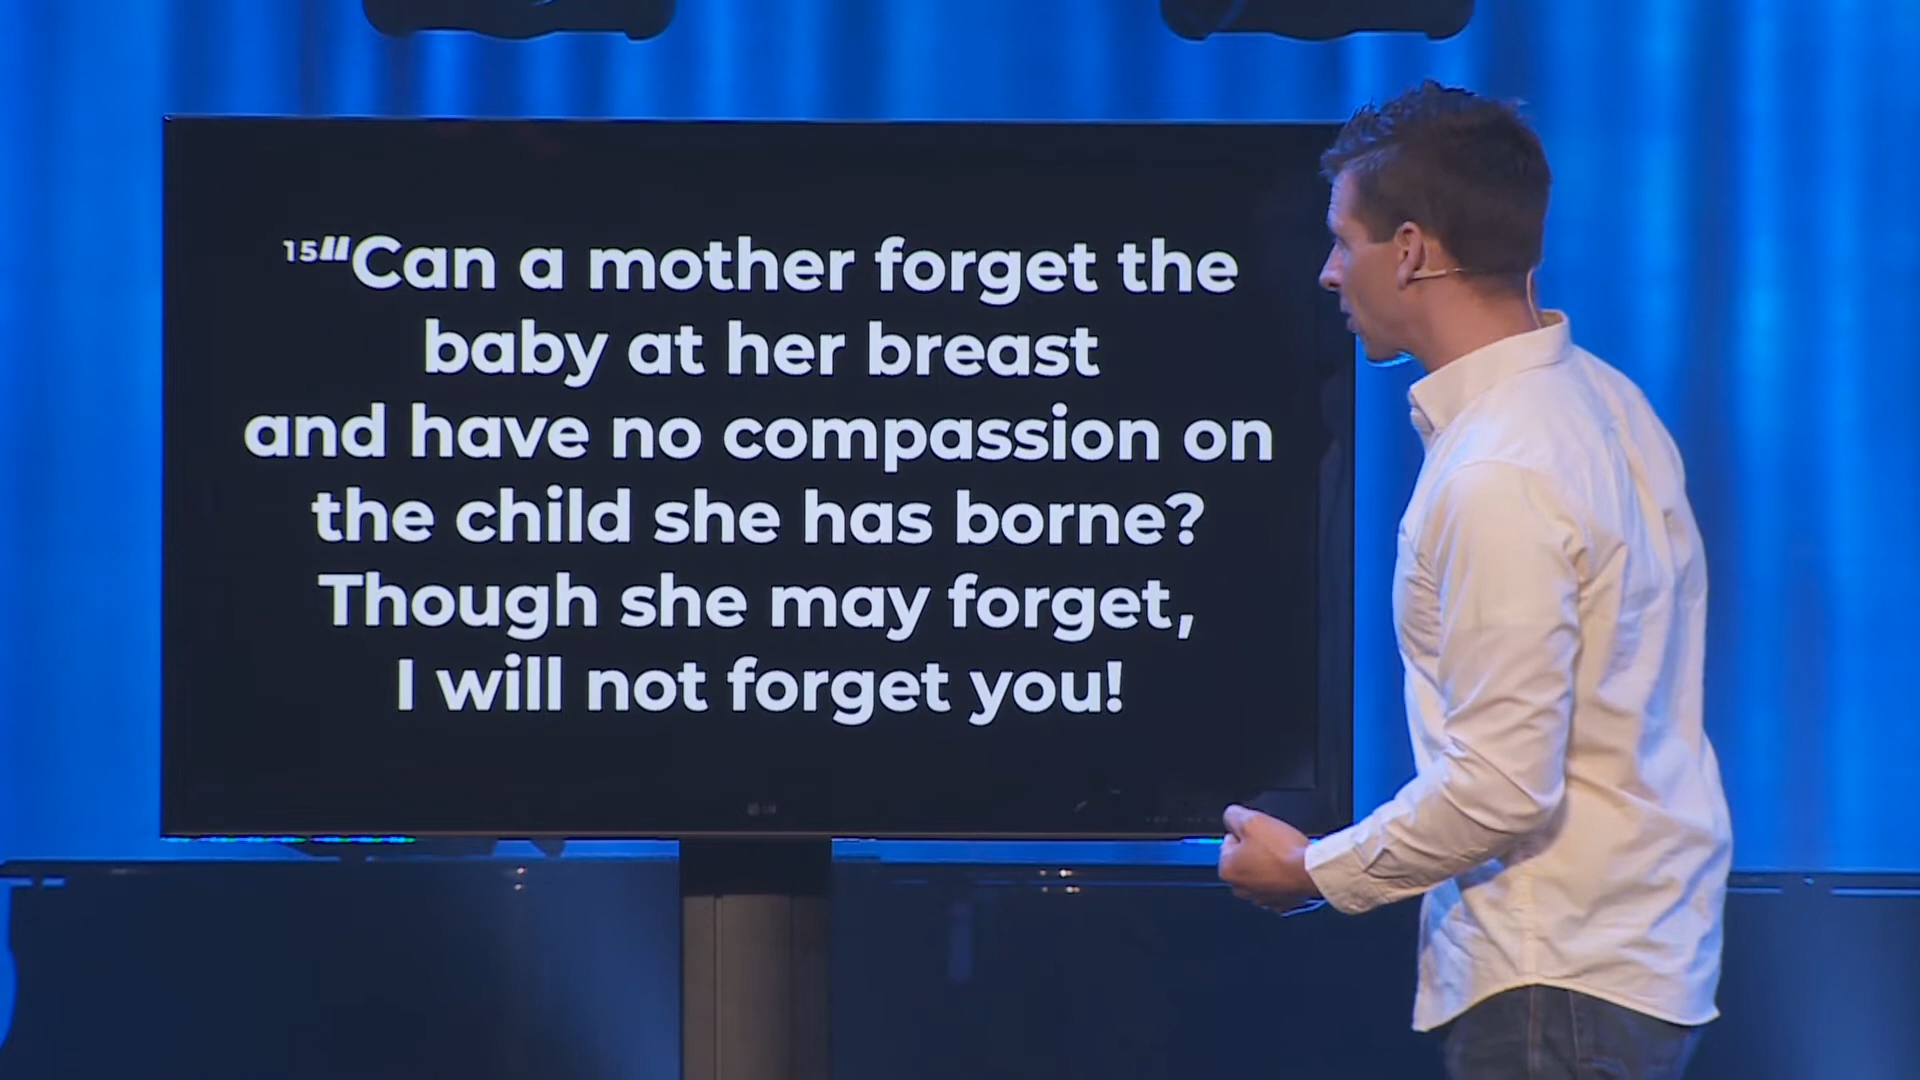 15"Can a mother forget the
baby at her breast
and have no compassion on
the child she has borne?
Though she may forget,
I will not forget you!
LG